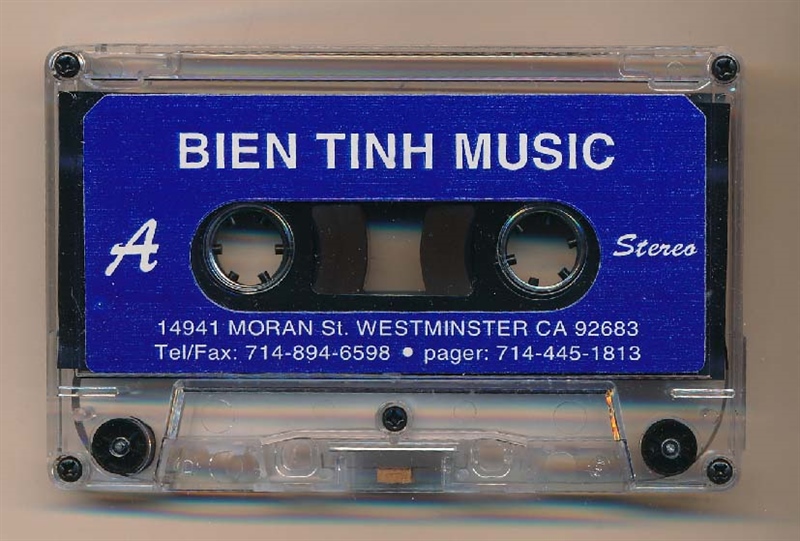 BIEN TINH MUSIC
A
Stereo
14941 MORAN St. WESTMINSTER CA 92683
Tel/Fax: 714-894-6598 • pager: 714-445-1813